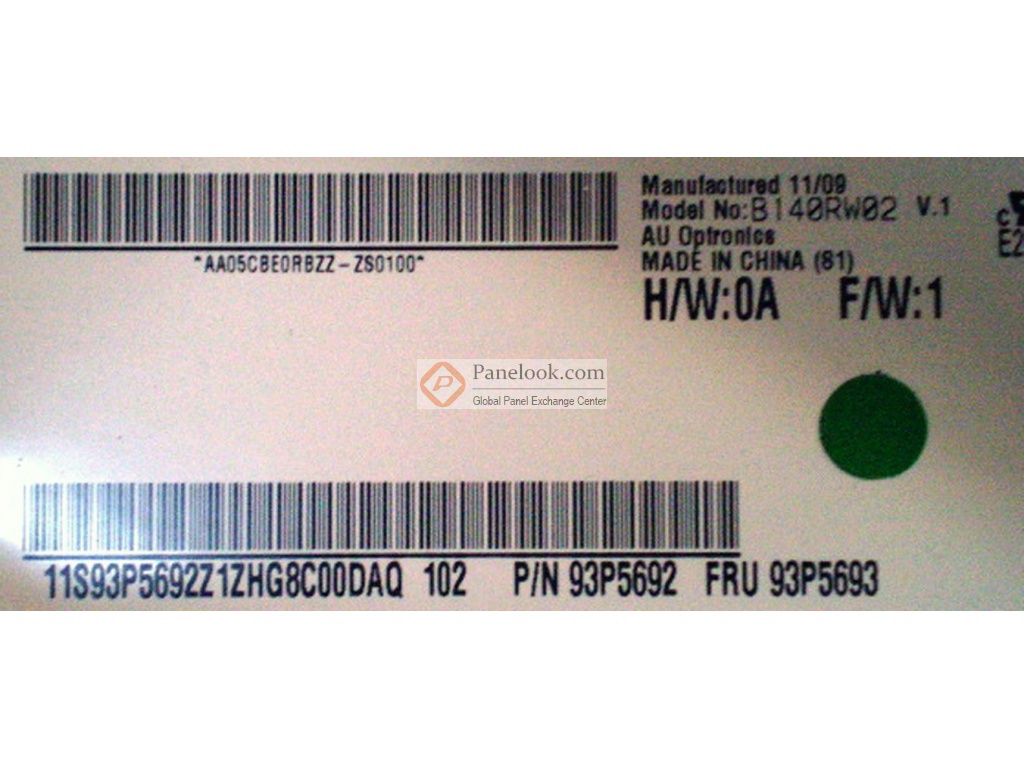 Manufactured 11/09
Model No:B140RW02 V.1
AU Optronics
MADE IN CHINA (81)
H/W:0A F/W:1
*AA05CBE0RBZZ-ZS0100*
Panelook.com
Global Panel Exchange Center
11S93P5692Z1ZHG8C00DAQ 102 P/N 93P5692 FRU 93P5693